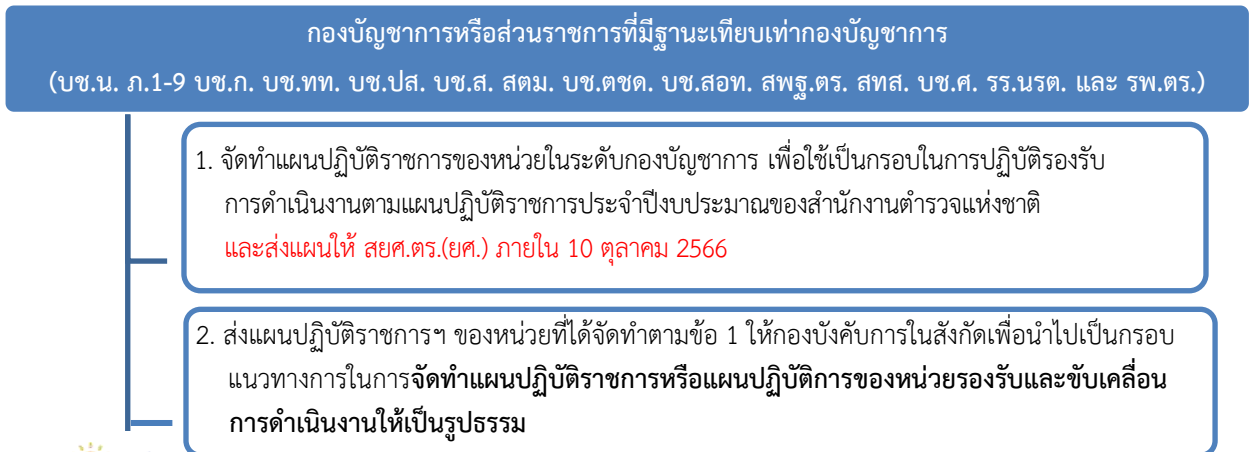 กองบัญชาการหรือส่วนราชการที่มีฐานะเทียบเท่ากองบัญชาการ
(บช.น. ภ.1-9 บช.ก. บช.ทท. บช.ปส. บช.ส. สตม. บช.ตชด. บช.สอท. สพฐ.ตร. สทส. บช.ศ. รร.นรต. และ รพ.ตร.)
1. จัดทำแผนปฏิบัติราชการของหน่วยในระดับกองบัญชาการ เพื่อใช้เป็นกรอบในการปฏิบัติรองรับ
การดำเนินงานตามแผนปฏิบัติราชการประจำปีงบประมาณของสำนักงานตำรวจแห่งชาติ
และส่งแผนให้ สยศ.ตร.(ยศ.) ภายใน 10 ตุลาคม 2566
2. ส่งแผนปฏิบัติราชการฯ ของหน่วยที่ได้จัดทำตามข้อ 1 ให้กองบังคับการในสังกัดเพื่อนำไปเป็นกรอบ
แนวทางการในการจัดทำแผนปฏิบัติราชการหรือแผนปฏิบัติการของหน่วยรองรับและขับเคลื่อน
การดำเนินงานให้เป็นรูปธรรม